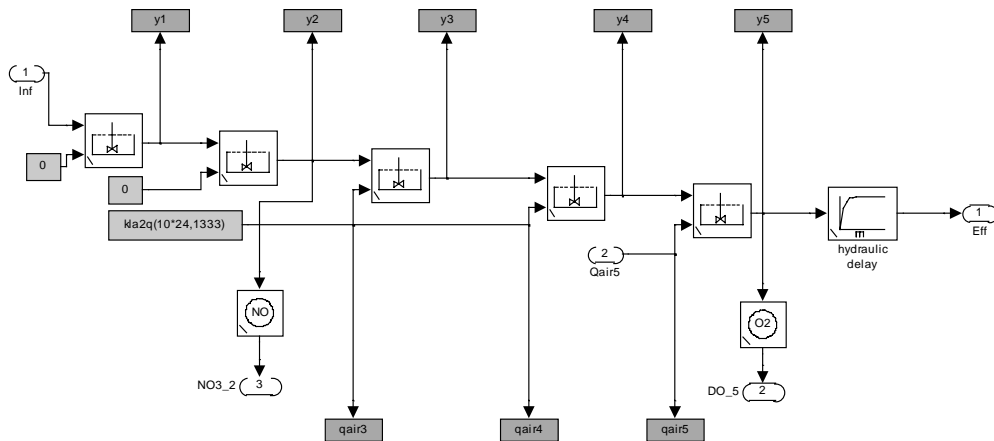 y1
y2
y3
y4
y5
1
Inf
0
0
kla2q(10*24,1333)
2
Qair5
hydraulic
delay
1
Eff
NO
O2
NO3_2
3
DO_5
2
qair3
qair4
qair5